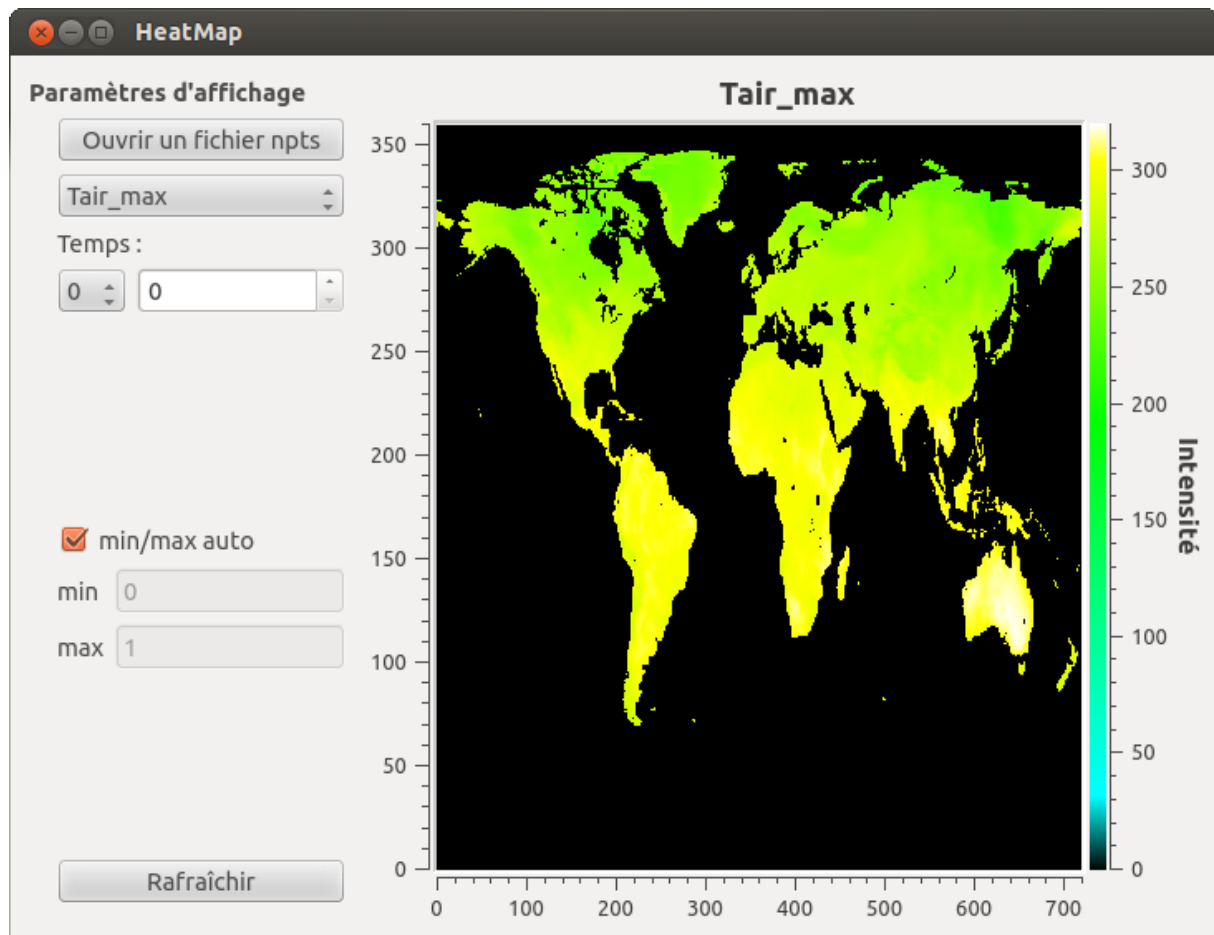 HeatMap
Paramètres d'affichage
Ouvrir un fichier npts
Tair_max
Temps :
0 0
min/max auto
min 0
max 1
Rafraîchir
Tair_max
350
300
250
200
150
100
50
0
0 100 200 300 400 500 600 700
300
250
200
150
100
50
0
Intensité